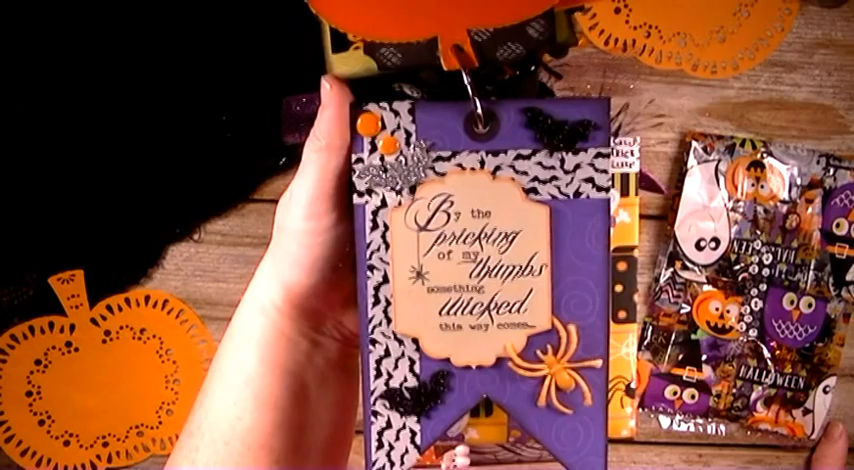 By the
pricking
of my
thumbs
something
wicked
this way comes...
HALLOWEEN
HALLOWEEN